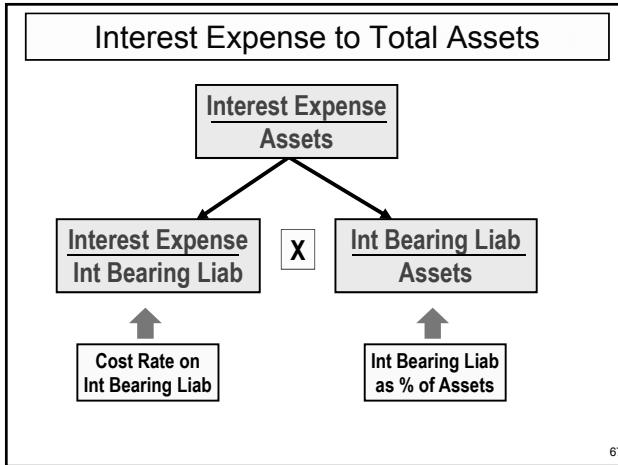 Interest Expense to Total Assets
Interest Expense
Assets
Interest Expense
Int Bearing Liab
X
Int Bearing Liab
Assets
Cost Rate on
Int Bearing Liab
Int Bearing Liab
as % of Assets